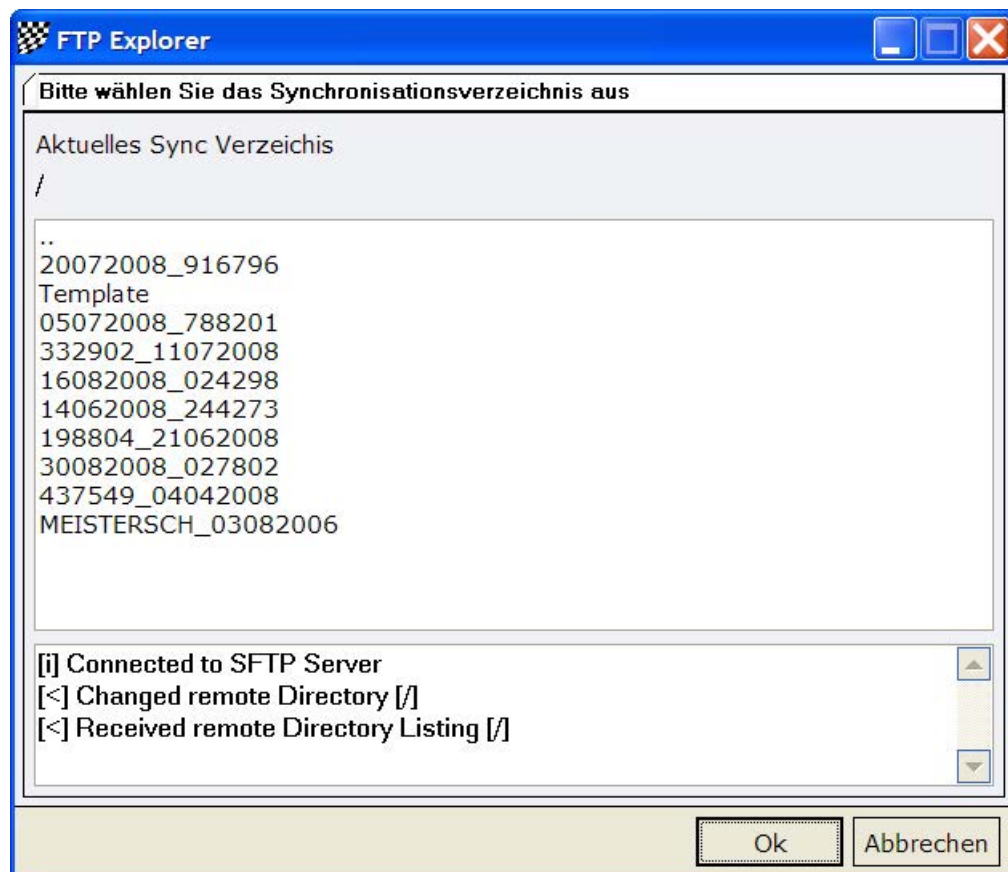 FTP Explorer
Bitte wählen Sie das Synchronisationsverzeichnis aus
Aktuelles Sync Verzeichis
/
..
20072008_916796
Template
05072008_788201
332902_11072008
16082008_024298
14062008_244273
198804_21062008
30082008_027802
437549_04042008
MEISTERSCH_03082006
[i] Connected to SFTP Server
[<] Changed remote Directory [/]
[<] Received remote Directory Listing [/]
Ok
Abbrechen